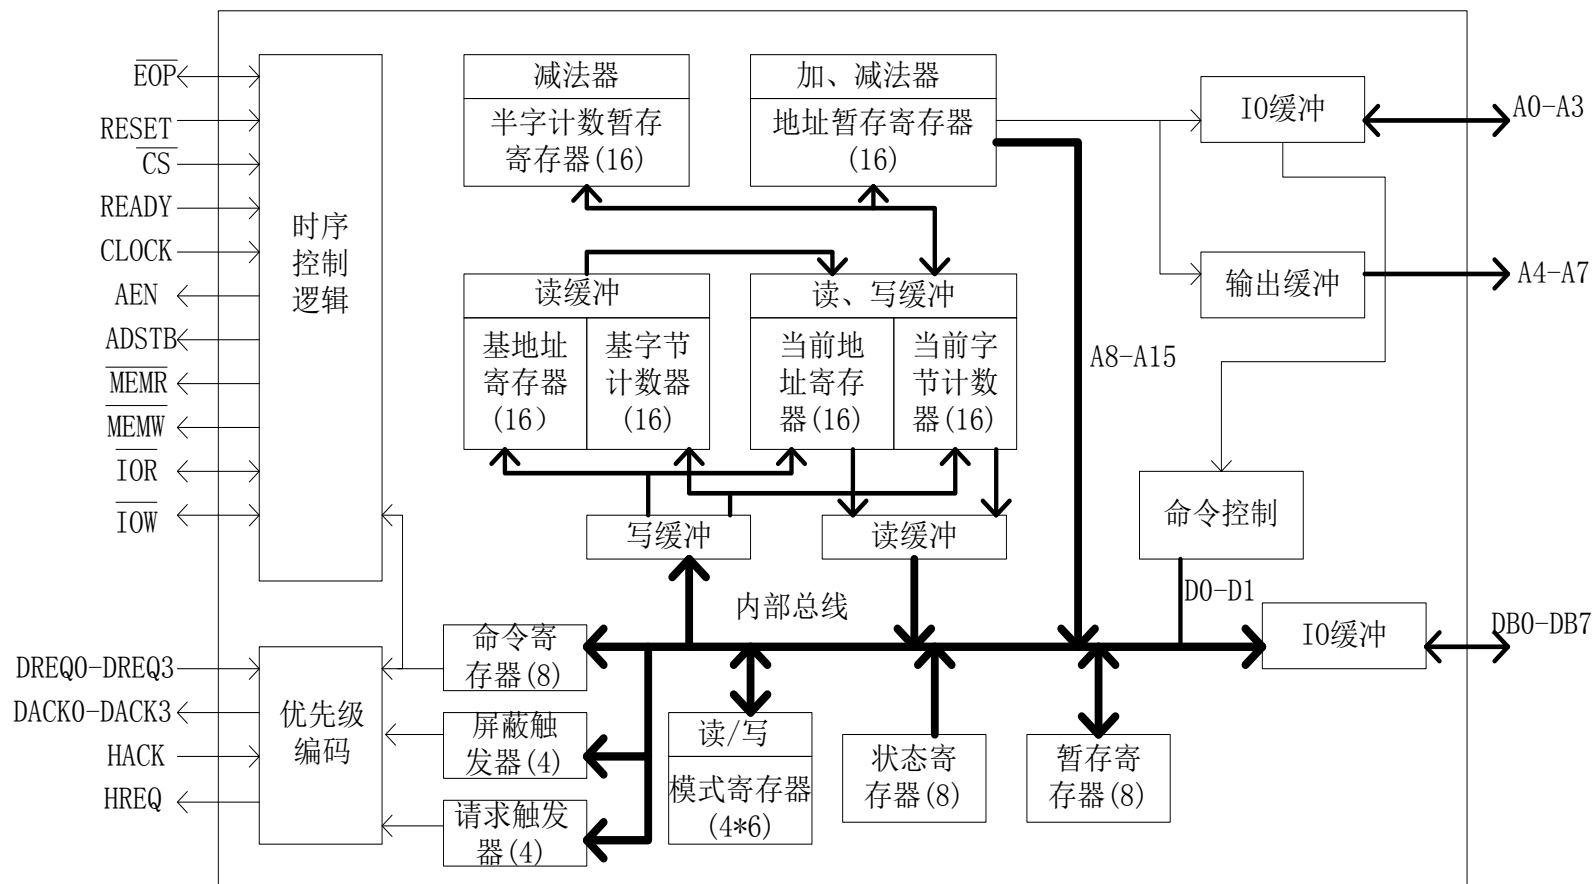 EOP
RESET
CS
READY
CLOCK
AEN
ADSTB
MEMR
MEMW
IOR
IOW
DREQ0-DREQ3
DACK0-DACK3
HACK
HREQ
时序
控制
逻辑
优先级
编码
减法器
半字计数暂存
寄存器(16)
加、减法器
地址暂存寄存器
(16)
读缓冲
基地址
寄存器
(16)
基字节
计数器
(16)
读、写缓冲
当前地
址寄存
器(16)
当前字
节计数
器(16)
写缓冲
读缓冲
内部总线
命令寄
存器(8)
屏蔽触
发器(4)
请求触发
器(4)
读/写
模式寄存器
(4*6)
状态寄
存器(8)
暂存寄
存器(8)
A8-A15
IO缓冲
输出缓冲
命令控制
D0-D1
IO缓冲
A0-A3
A4-A7
DB0-DB7